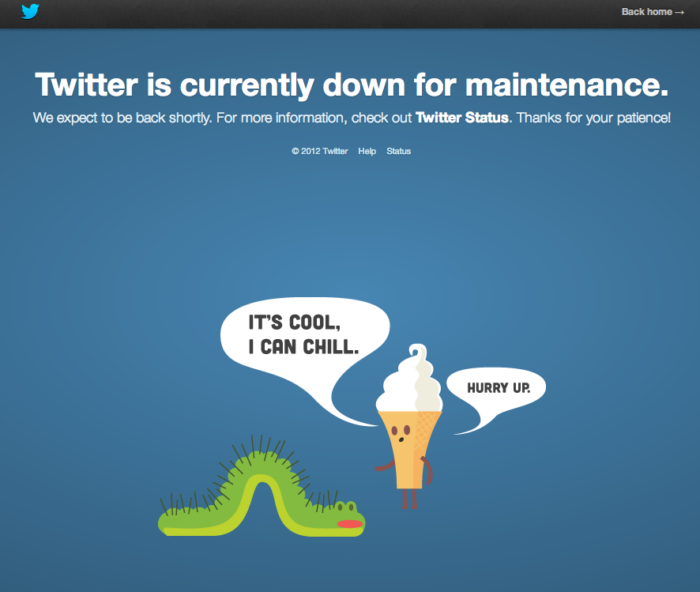 Back home →
Twitter is currently down for maintenance.
We expect to be back shortly. For more information, check out Twitter Status. Thanks for your patience!
© 2012 Twitter Help Status
IT'S COOL,
I CAN CHILL.
HURRY UP.